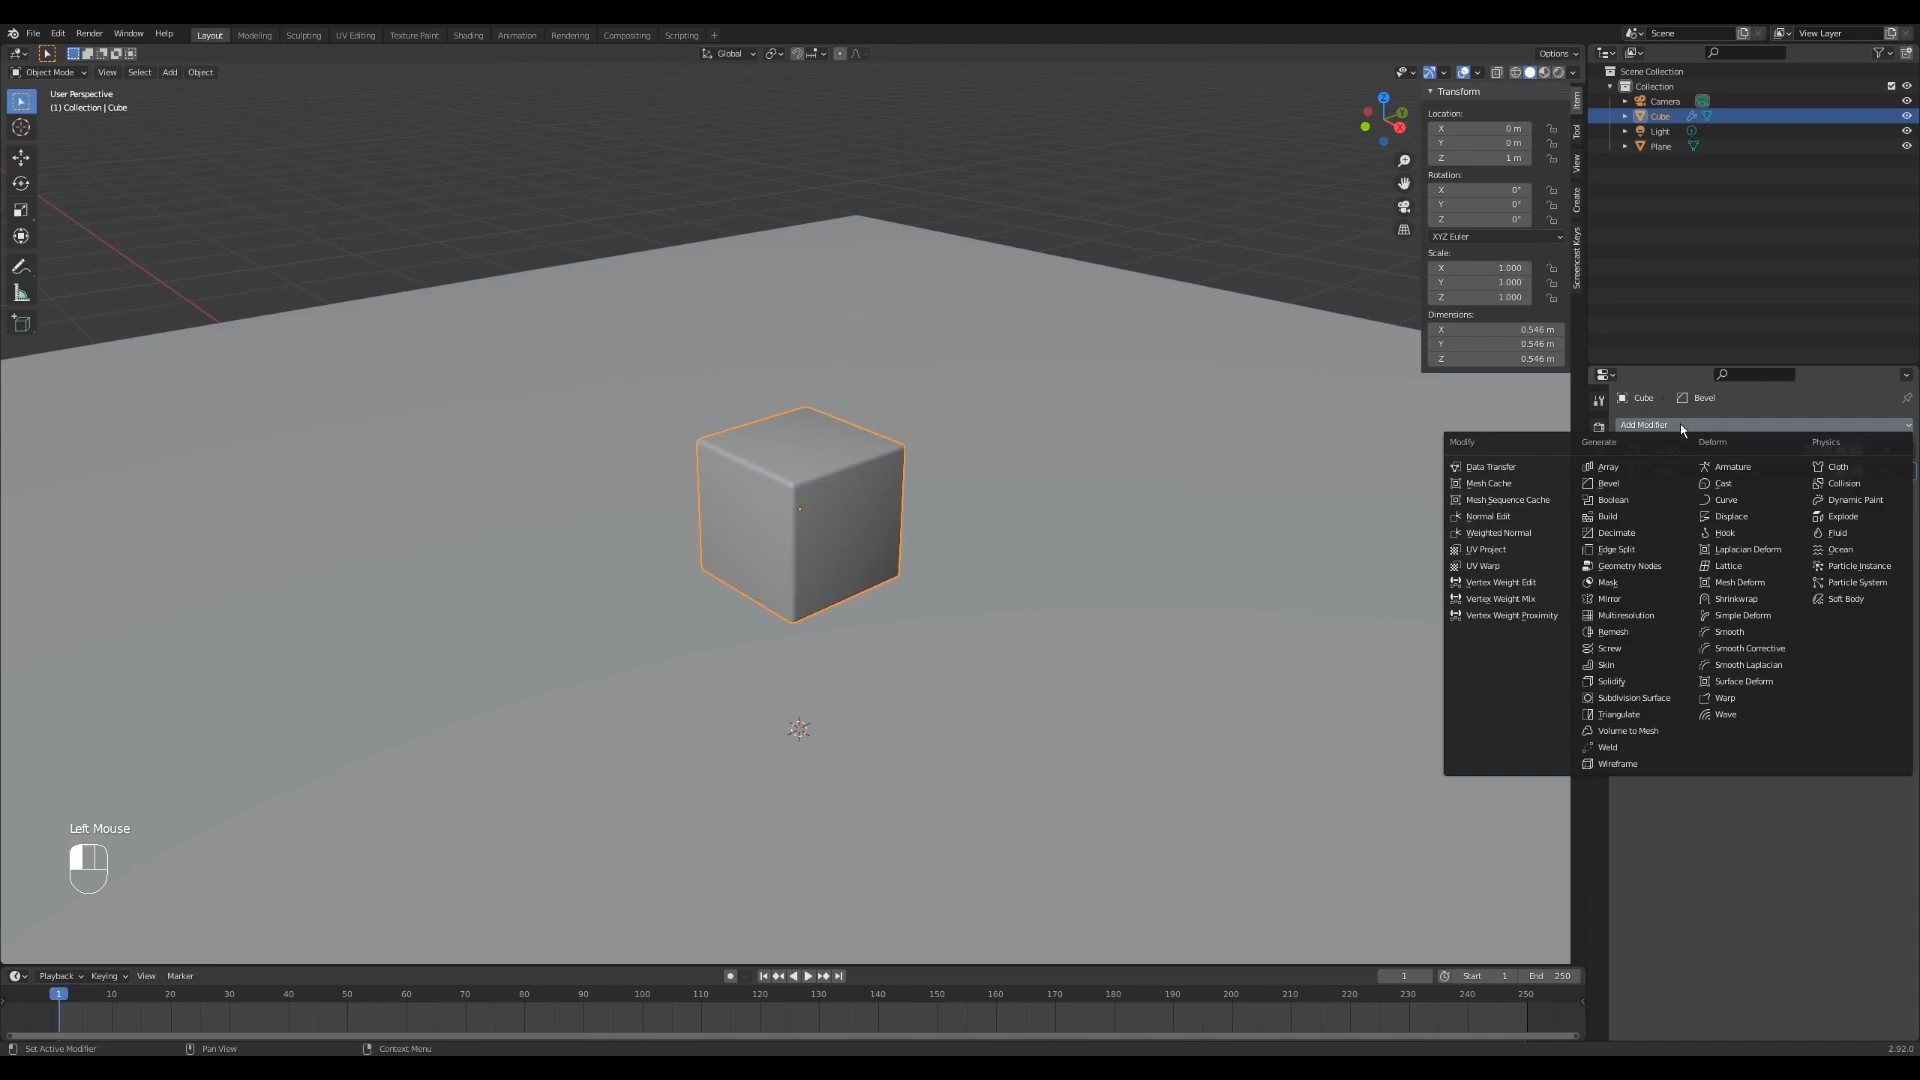 File Edit Render Window Help Layout Modeling Sculpting UV Editing Texture Paint Shading Animation Rendering Compositing Scripting + Scene View Layer
Global Options
Object Mode View Select Add Object
User Perspective
(1) Collection | Cube
Transform
Location:
X 0 m
Y 0 m
Z 1 m
Rotation:
X 0°
Y 0°
Z 0°
XYZ Euler
Scale:
X 1.000
Y 1.000
Z 1.000
Dimensions:
X 0.546 m
Y 0.546 m
Z 0.546 m
Item
Tool
View
Create
Screencast Keys
Z
Y
X
Scene Collection
Collection
Camera
Cube
Light
Plane
Cube Bevel
Add Modifier
Modify Generate Deform Physics
Data Transfer Array Armature Cloth
Mesh Cache Bevel Cast Collision
Mesh Sequence Cache Boolean Curve Dynamic Paint
Normal Edit Build Displace Explode
Weighted Normal Decimate Hook Fluid
UV Project Edge Split Laplacian Deform Ocean
UV Warp Geometry Nodes Lattice Particle Instance
Vertex Weight Edit Mask Mesh Deform Particle System
Vertex Weight Mix Mirror Shrinkwrap Soft Body
Vertex Weight Proximity Multiresolution Simple Deform
Remesh Smooth
Screw Smooth Corrective
Skin Smooth Laplacian
Solidify Surface Deform
Subdivision Surface Warp
Triangulate Wave
Volume to Mesh
Weld
Wireframe
Left Mouse
Playback Keying View Marker 1 Start 1 End 250
1 10 20 30 40 50 60 70 80 90 100 110 120 130 140 150 160 170 180 190 200 210 220 230 240 250
Set Active Modifier Pan View Context Menu 2.92.0